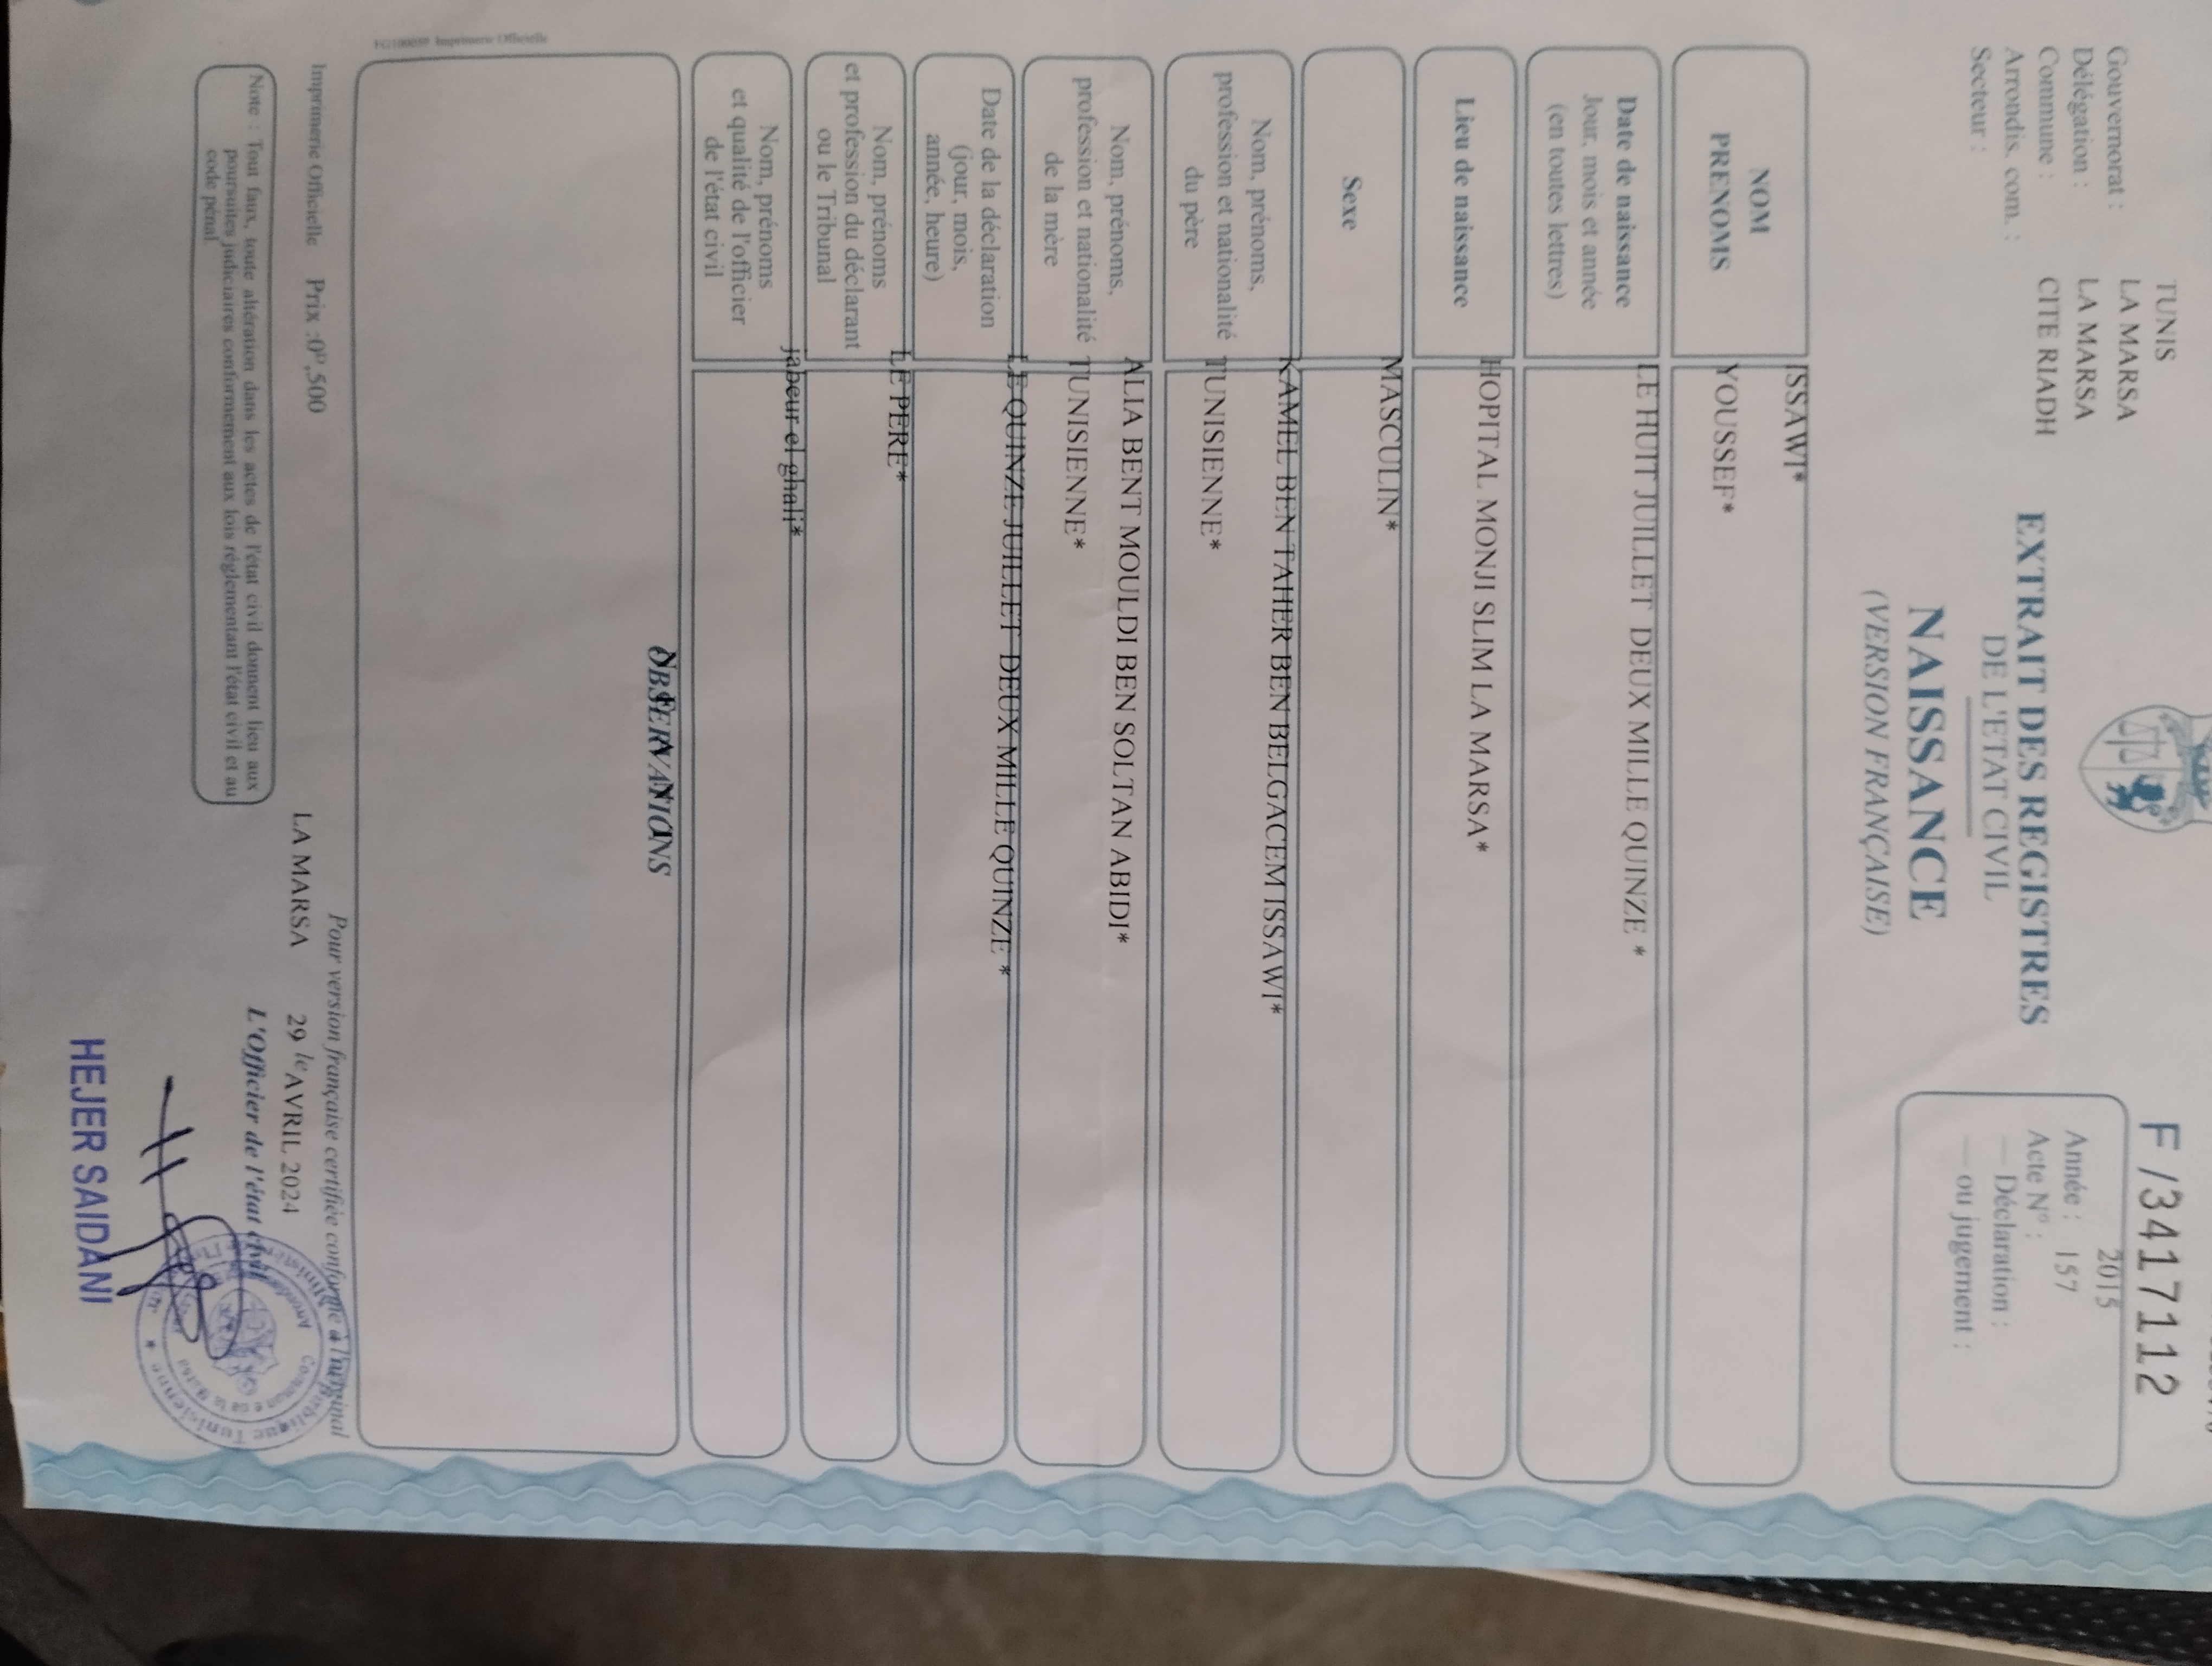 F /3417112
Gouvernorat : TUNIS
Délégation : LA MARSA
Commune : LA MARSA
Arrondis. com. : CITE RIADH
Secteur :
EXTRAIT DES REGISTRES
DE L'ETAT CIVIL
NAISSANCE
(VERSION FRANÇAISE)
2015
Année : 157
Acte N° :
— Déclaration :
— ou jugement :
ISSAWI*
NOM
PRENOMS
YOUSSEF*
LE HUIT JUILLET DEUX MILLE QUINZE *
Date de naissance
Jour, mois et année
(en toutes lettres)
HOPITAL MONJI SLIM LA MARSA*
Lieu de naissance
MASCULIN*
Sexe
KAMEL BEN TAHER BEN BELGACEM ISSAWI*
Nom, prénoms,
profession et nationalité
du père
TUNISIENNE*
ALIA BENT MOULDI BEN SOLTAN ABIDI*
Nom, prénoms,
profession et nationalité
de la mère
TUNISIENNE*
LE QUINZE JUILLET DEUX MILLE QUINZE *
Date de la déclaration
(jour, mois,
année, heure)
LE PERE*
Nom, prénoms
et profession du déclarant
ou le Tribunal
jabeur el ghali*
Nom, prénoms
et qualité de l'officier
de l'état civil
OBSERVATIONS
FG100055 Imprimerie Officielle
Imprimerie Officielle Prix : 0D,500
Pour version française certifiée conforme à l'original
LA MARSA 29 le AVRIL 2024
L'Officier de l'état civil
Note : Tout faux, toute altération dans les actes de l'état civil donnent lieu aux
poursuites judiciaires conformement aux lois réglementant l'état civil et au
code pénal.
HEJER SAIDANI